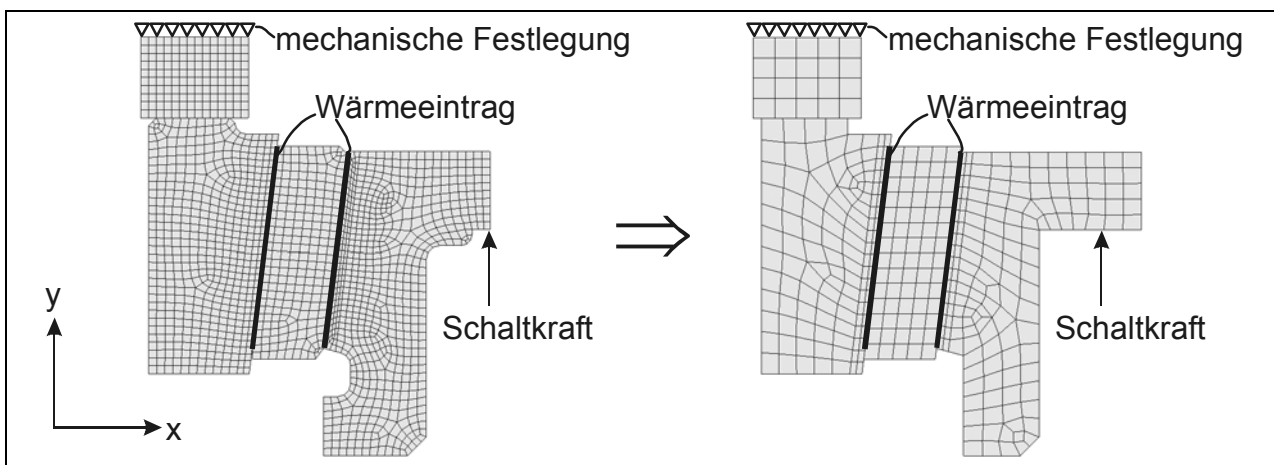 mechanische Festlegung
Wärmeeintrag
Schaltkraft
y
x
mechanische Festlegung
Wärmeeintrag
Schaltkraft